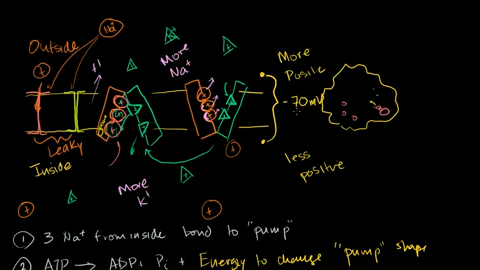 Na+
Outside
More
Na+
More
Positive
+1
-70mV
Leaky
Inside
less
positive
More
K+
1 3 Na+ from inside bond to "pump"
2 ATP → ADP, Pi + Energy to change "pump" shape